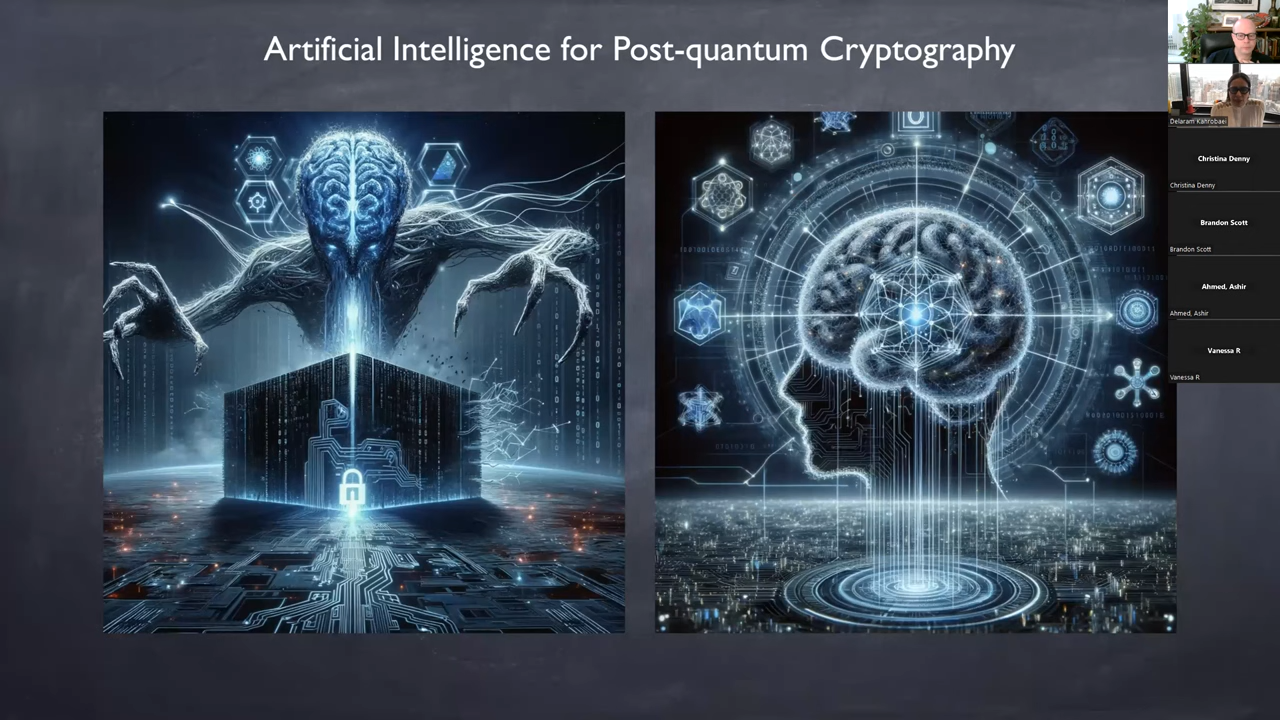 Artificial Intelligence for Post-quantum Cryptography
Delaram Kahrobaei
Christina Denny
Christina Denny
Brandon Scott
Brandon Scott
Ahmed, Ashir
Ahmed, Ashir
Vanessa R
Vanessa R